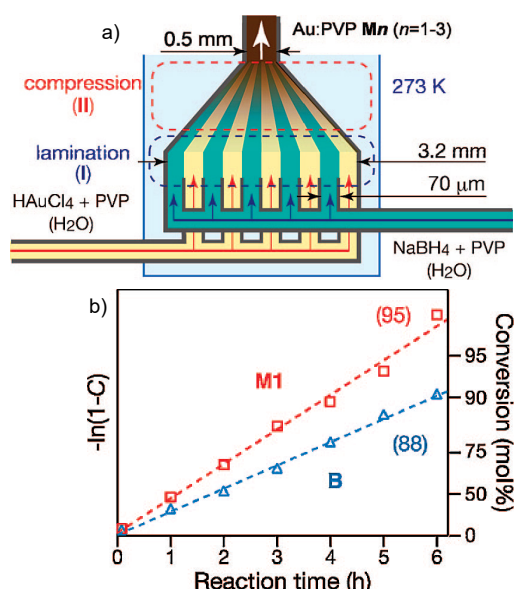 a)
Au:PVP Mn (n=1-3)
0.5 mm
compression
(II)
273 K
lamination
(I)
3.2 mm
HAuCl4 + PVP
(H2O)
70 μm
NaBH4 + PVP
(H2O)
b)
-ln(1-C)
Conversion (mol%)
(95)
M1
(88)
B
95
90
75
50
0
0 1 2 3 4 5 6
Reaction time (h)